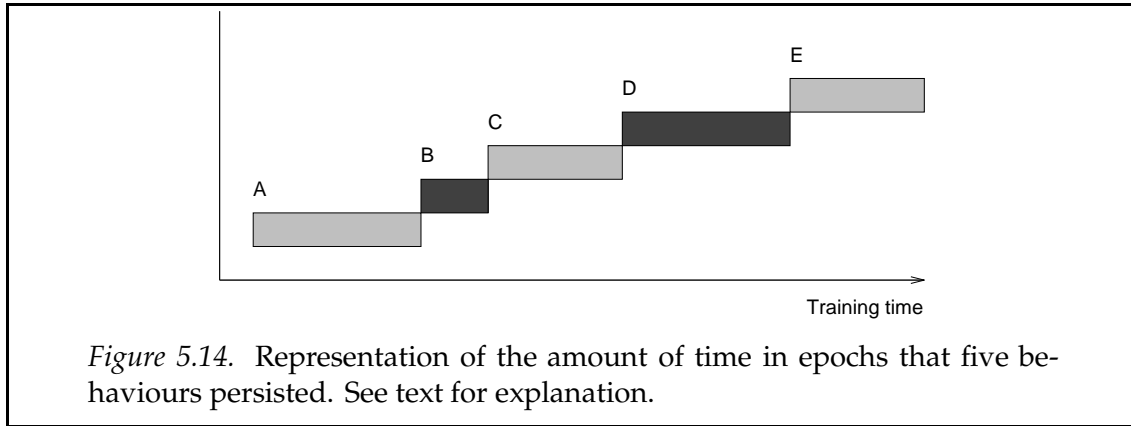 E
D
C
B
A
Training time
Figure 5.14. Representation of the amount of time in epochs that five be-
haviours persisted. See text for explanation.